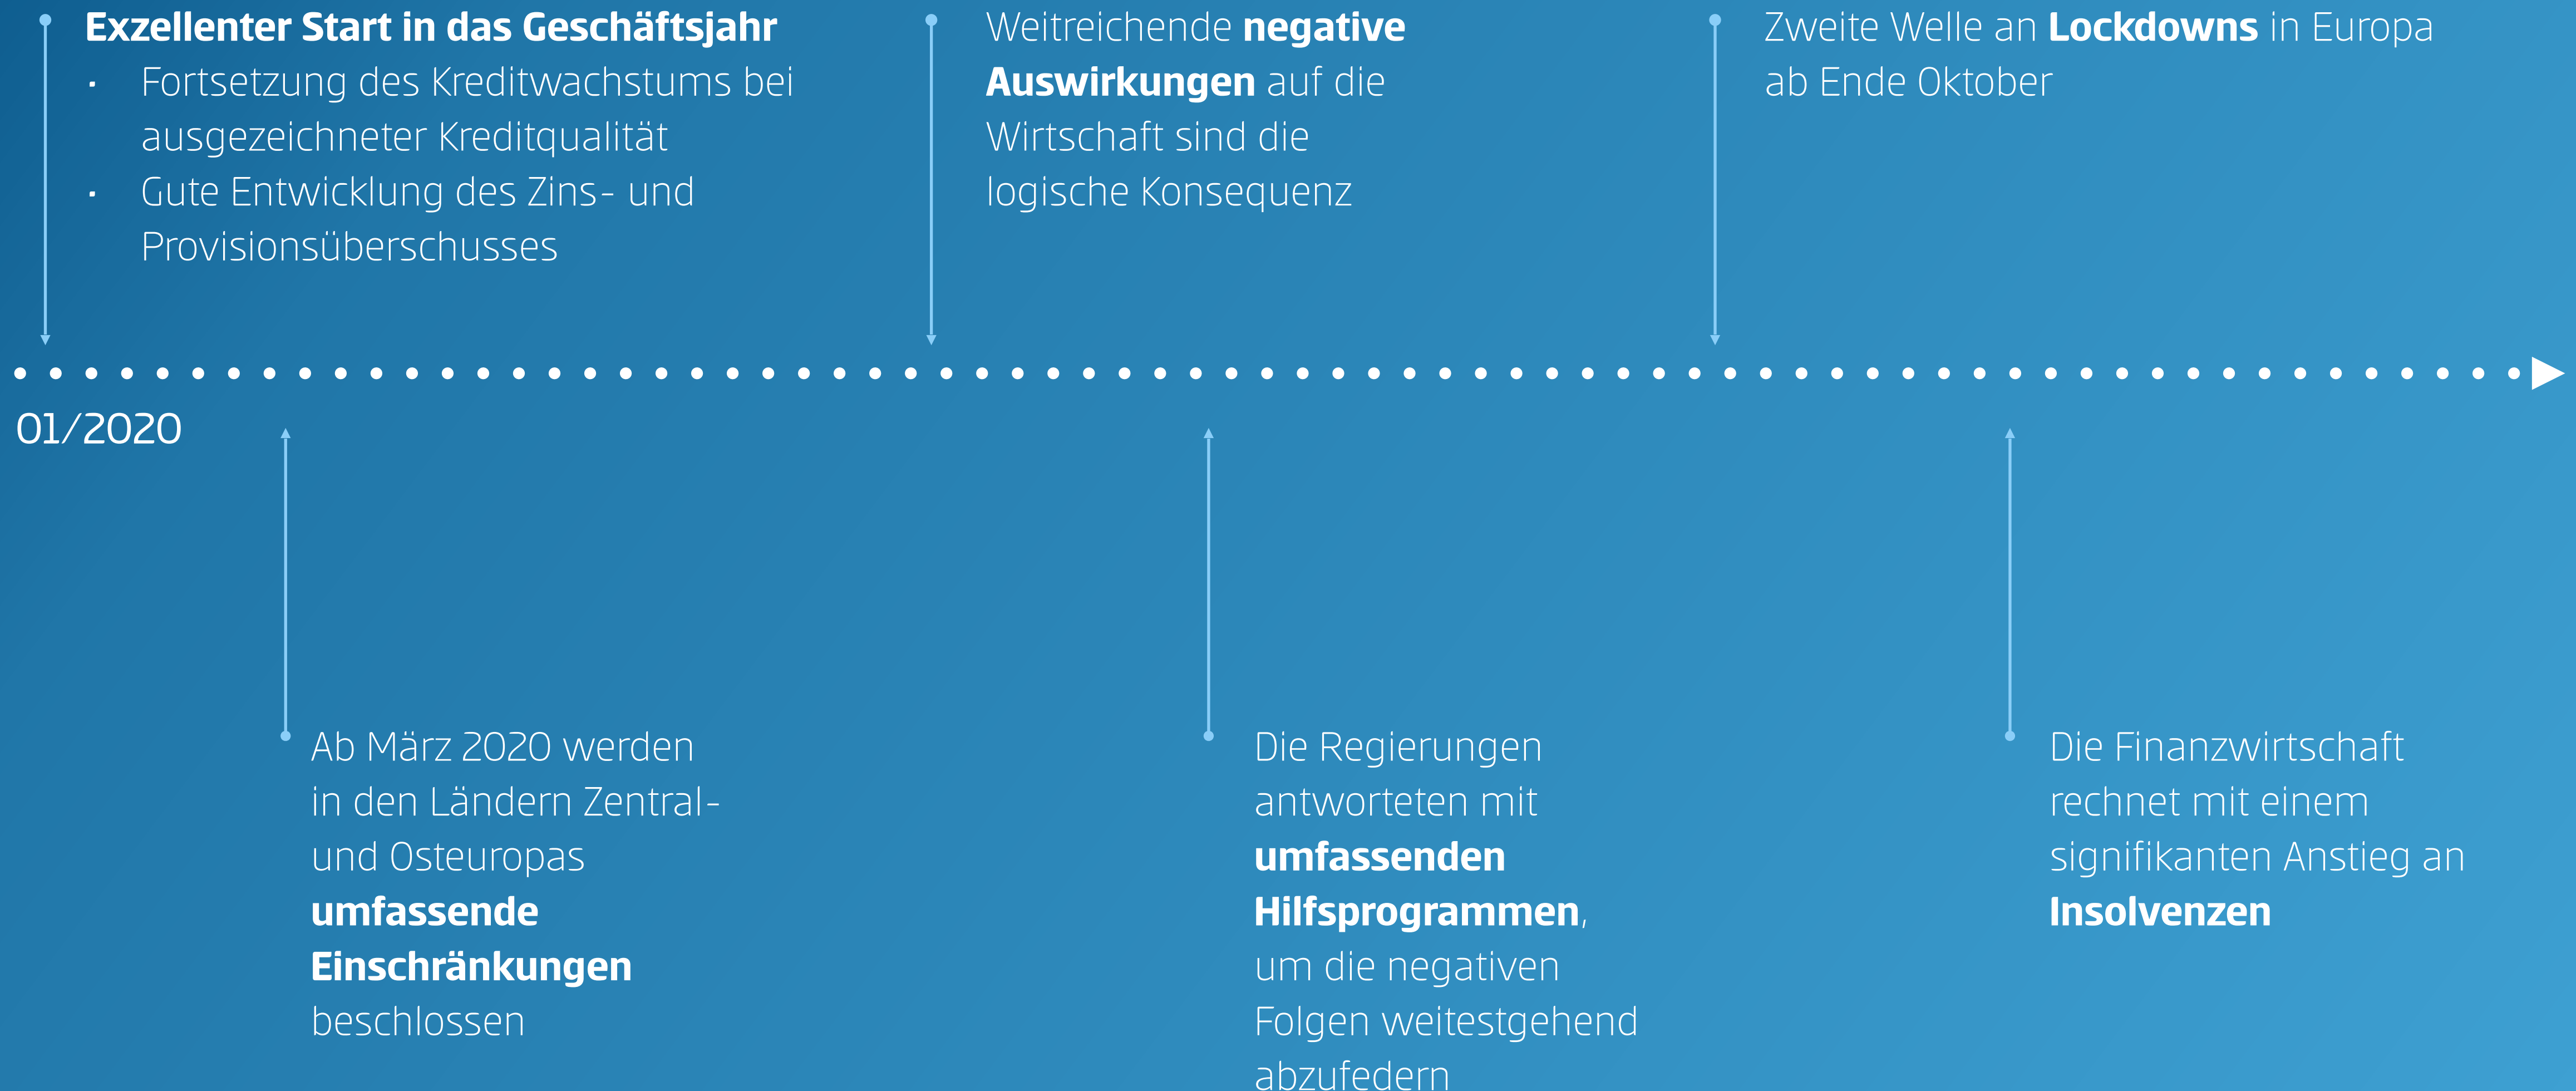 Exzellenter Start in das Geschäftsjahr
· Fortsetzung des Kreditwachstums bei
ausgezeichneter Kreditqualität
· Gute Entwicklung des Zins- und
Provisionsüberschusses
Weitreichende negative
Auswirkungen auf die
Wirtschaft sind die
logische Konsequenz
Zweite Welle an Lockdowns in Europa
ab Ende Oktober
01/2020
Ab März 2020 werden
in den Ländern Zentral-
und Osteuropas
umfassende
Einschränkungen
beschlossen
Die Regierungen
antworteten mit
umfassenden
Hilfsprogrammen,
um die negativen
Folgen weitestgehend
abzufedern
Die Finanzwirtschaft
rechnet mit einem
signifikanten Anstieg an
Insolvenzen